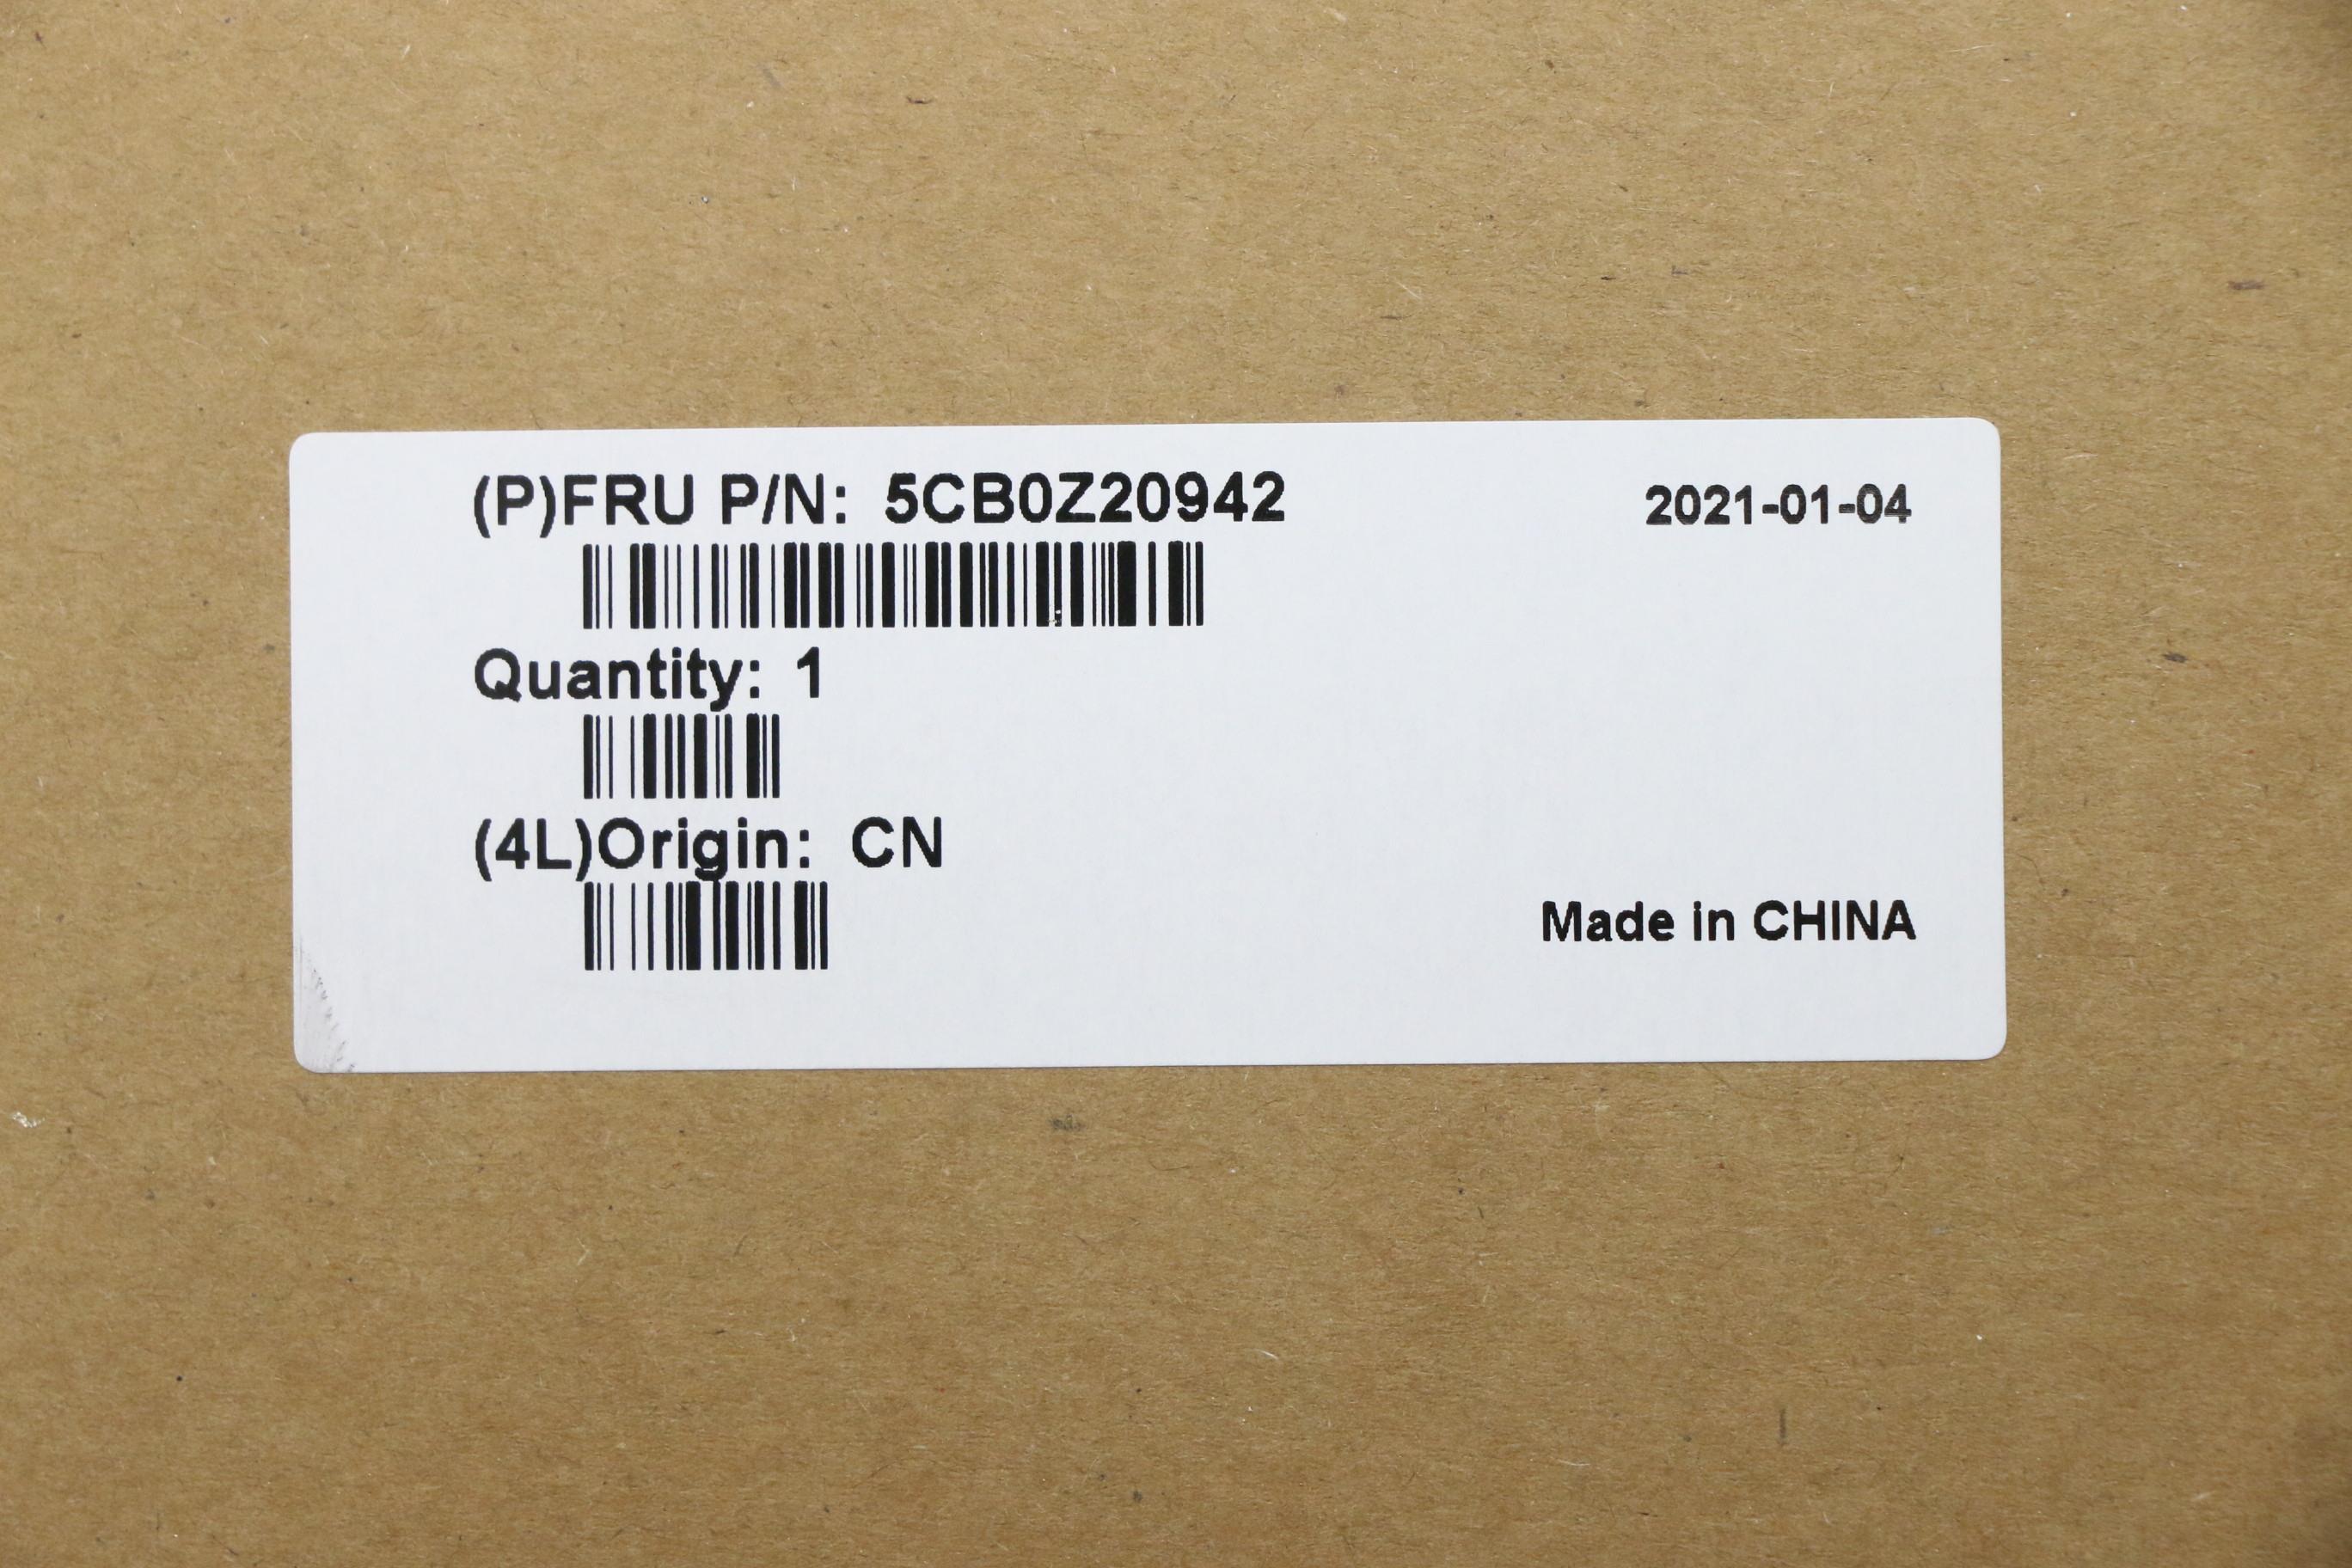 (P)FRU P/N: 5CB0Z20942
2021-01-04
Quantity: 1
(4L)Origin: CN
Made in CHINA